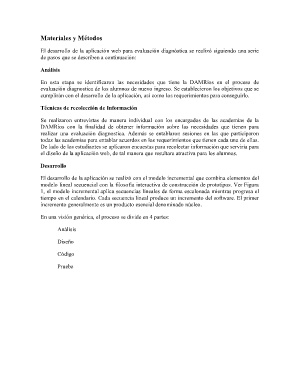 Materiales y Métodos
El desarrollo de la aplicación web para evaluación diagnóstica se realizó siguiendo una serie
de pasos que se describen a continuación:
Análisis
En esta etapa se identificaron las necesidades que tiene la DAMRíos en el proceso de
evaluación diagnostica de los alumnos de nuevo ingreso. Se establecieron los objetivos que se
cumplirán con el desarrollo de la aplicación, así como los requerimientos para conseguirlo.
Técnicas de recolección de Información
Se realizaron entrevistas de manera individual con los encargados de las academias de la
DAMRíos con la finalidad de obtener información sobre las necesidades que tienen para
realizar una evaluación diagnostica. Además se establecieron sesiones en las que participaron
todas las academias para entablar acuerdos en los requerimientos que tienen cada una de ellas.
De lado de los estudiantes se aplicaron encuestas para recolectar información que serviría para
el diseño de la aplicación web, de tal manera que resultara atractiva para los alumnos.
Desarrollo
El desarrollo de la aplicación se realizó con el modelo incremental que combina elementos del
modelo lineal secuencial con la filosofía interactiva de construcción de prototipos. Ver Figura
1, el modelo incremental aplica secuencias lineales de forma escalonada mientras progresa el
tiempo en el calendario. Cada secuencia lineal produce un incremento del software. El primer
incremento generalmente es un producto esencial denominado núcleo.
En una visión genérica, el proceso se divide en 4 partes:
Análisis
Diseño
Código
Prueba